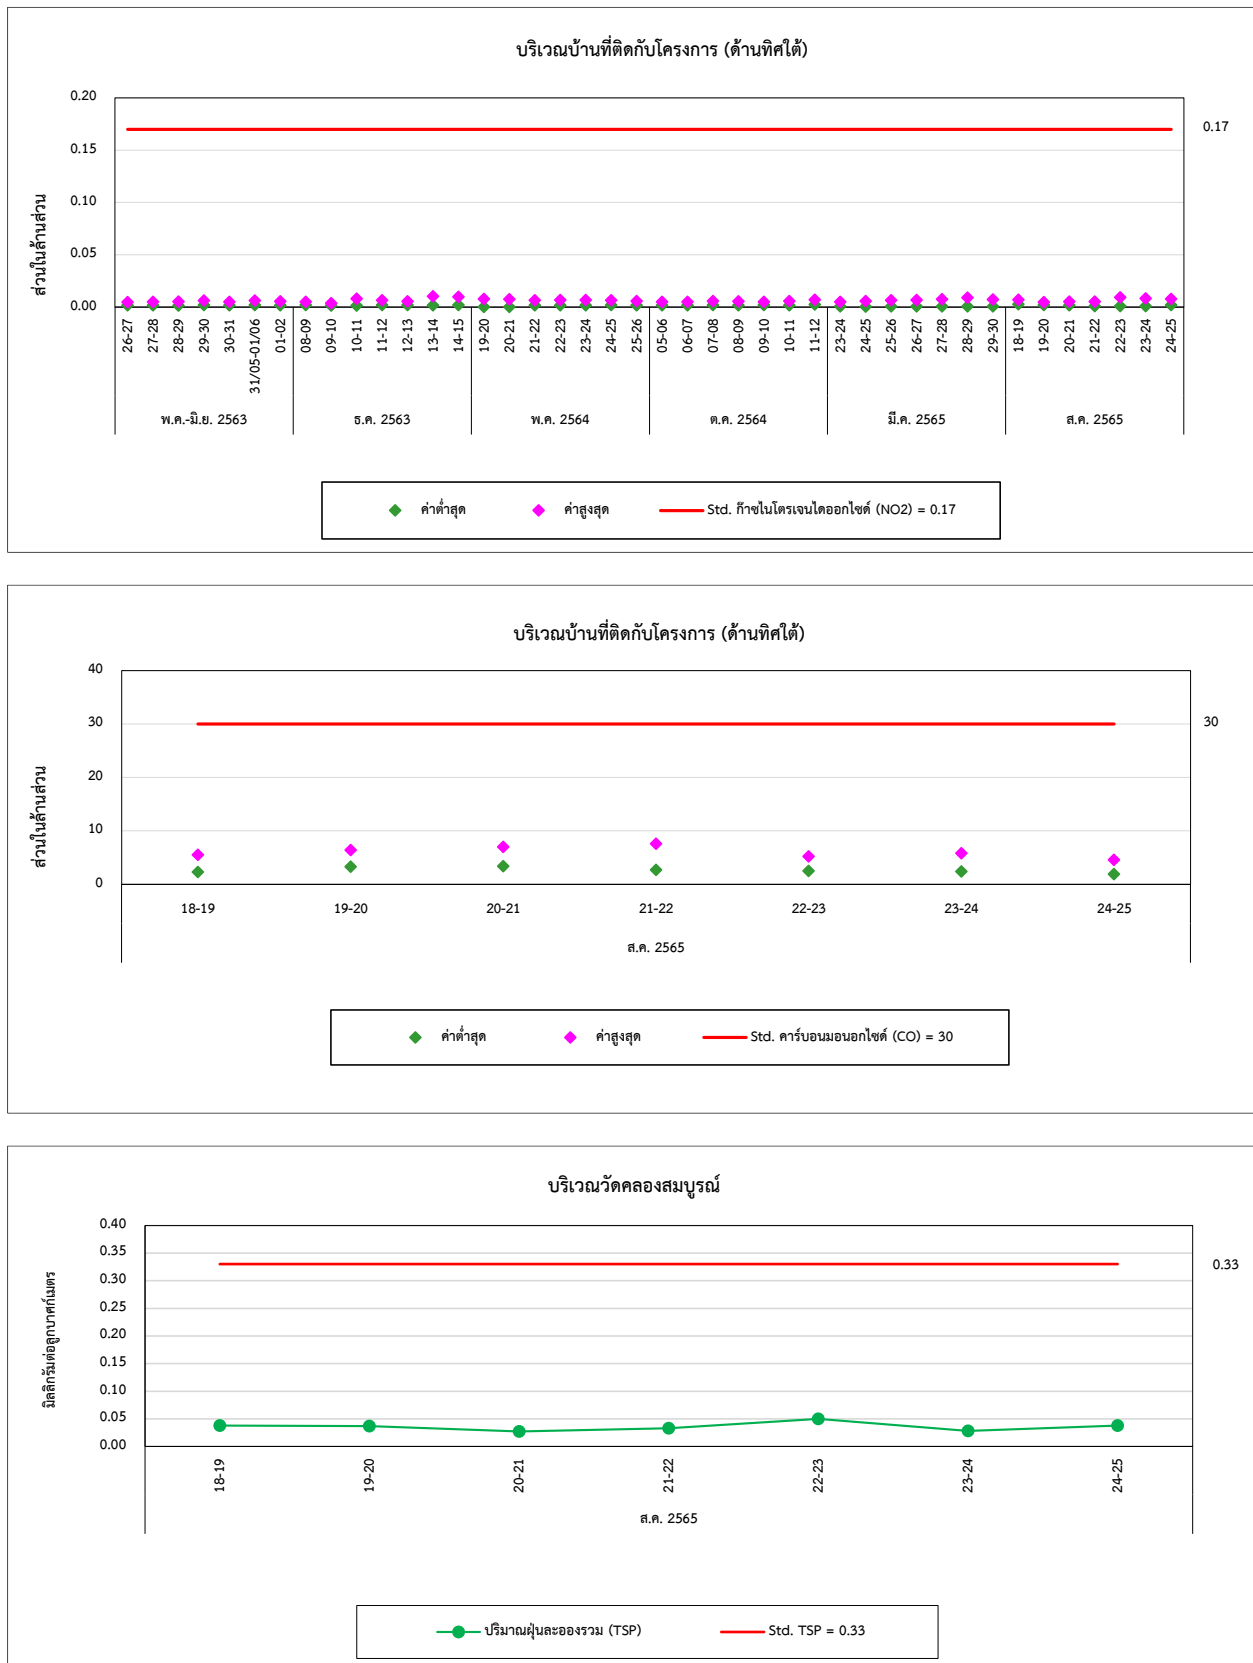 บริเวณบ้านที่ติดกับโครงการ (ด้านทิศใต้)
ส่วนในล้านส่วน
0.20
0.15
0.10
0.05
0.00
0.17
26-27 27-28 28-29 29-30 30-31 31/05-01/06 01-02 08-09 09-10 10-11 11-12 12-13 13-14 14-15 19-20 20-21 21-22 22-23 23-24 24-25 25-26 05-06 06-07 07-08 08-09 09-10 10-11 11-12 23-24 24-25 25-26 26-27 27-28 28-29 29-30 18-19 19-20 20-21 21-22 22-23 23-24 24-25
พ.ค.-มิ.ย. 2563 ธ.ค. 2563 พ.ค. 2564 ต.ค. 2564 มี.ค. 2565 ส.ค. 2565
ค่าต่ำสุด ค่าสูงสุด Std. ก๊าซไนโตรเจนไดออกไซด์ (NO2) = 0.17
บริเวณบ้านที่ติดกับโครงการ (ด้านทิศใต้)
ส่วนในล้านส่วน
40
30
20
10
0
30
18-19 19-20 20-21 21-22 22-23 23-24 24-25
ส.ค. 2565
ค่าต่ำสุด ค่าสูงสุด Std. คาร์บอนมอนอกไซด์ (CO) = 30
บริเวณวัดคลองสมบูรณ์
มิลลิกรัมต่อลูกบาศก์เมตร
0.40
0.35
0.30
0.25
0.20
0.15
0.10
0.05
0.00
0.33
18-19 19-20 20-21 21-22 22-23 23-24 24-25
ส.ค. 2565
ปริมาณฝุ่นละอองรวม (TSP) Std. TSP = 0.33